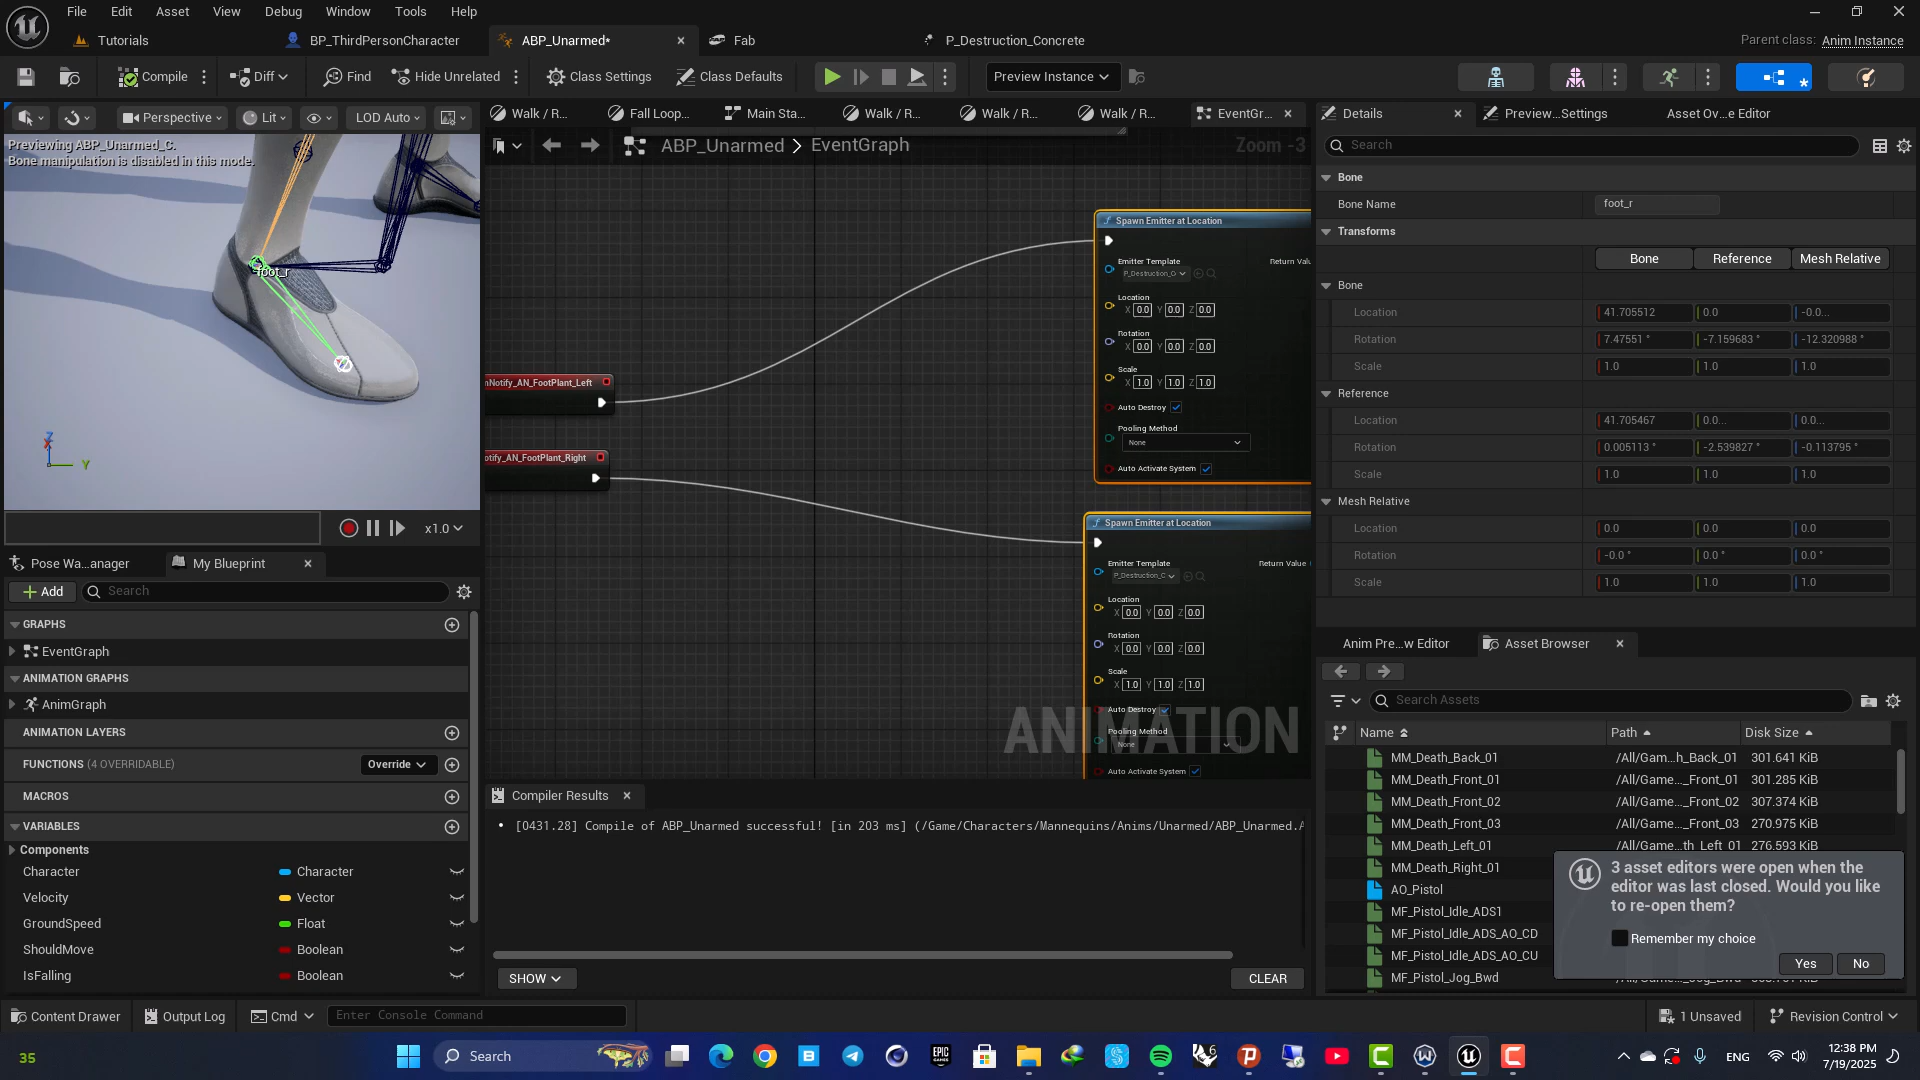 File Edit Asset View Debug Window Tools Help
Tutorials BP_ThirdPersonCharacter ABP_Unarmed* Fab P_Destruction_Concrete Parent class: Anim Instance
Compile Diff Find Hide Unrelated Class Settings Class Defaults Preview Instance
Perspective Lit LOD Auto Walk / R... Fall Loop... Main Sta... Walk / R... Walk / R... Walk / R... EventGr... Details Preview...Settings Asset Ov...e Editor
Previewing ABP_Unarmed_C.
Bone manipulation is disabled in this mode.
foot_r
Z
Y
x1.0
ABP_Unarmed > EventGraph Zoom -3
Spawn Emitter at Location
Emitter Template Return Valu
Location
X 0.0 Y 0.0 Z 0.0
Rotation
X 0.0 Y 0.0 Z 0.0
Scale
X 1.0 Y 1.0 Z 1.0
Auto Destroy
Pooling Method
None
Auto Activate System
nNotify_AN_FootPlant_Left
otify_AN_FootPlant_Right
Spawn Emitter at Location
Emitter Template Return Value
Location
X 0.0 Y 0.0 Z 0.0
Rotation
X 0.0 Y 0.0 Z 0.0
Scale
X 1.0 Y 1.0 Z 1.0
Auto Destroy
Pooling Method
None
Auto Activate System
ANIMATION
Search
Bone
Bone Name foot_r
Transforms
Bone Reference Mesh Relative
Bone
Location 41.705512 0.0 -0.0...
Rotation 7.47551 ° -7.159683 ° -12.320988 °
Scale 1.0 1.0 1.0
Reference
Location 41.705467 0.0... 0.0...
Rotation 0.005113 ° -2.539827 ° -0.113795 °
Scale 1.0 1.0 1.0
Mesh Relative
Location 0.0 0.0 0.0
Rotation -0.0 ° 0.0 ° 0.0 °
Scale 1.0 1.0 1.0
Pose Wa...anager My Blueprint
Add Search
GRAPHS
EventGraph
ANIMATION GRAPHS
AnimGraph
ANIMATION LAYERS
FUNCTIONS (4 OVERRIDABLE) Override
MACROS
VARIABLES
Components
Character Character
Velocity Vector
GroundSpeed Float
ShouldMove Boolean
IsFalling Boolean
Compiler Results
• [0431.28] Compile of ABP_Unarmed successful! [in 203 ms] (/Game/Characters/Mannequins/Anims/Unarmed/ABP_Unarmed.A
SHOW CLEAR
Anim Pre...w Editor Asset Browser
Search Assets
Name Path Disk Size
MM_Death_Back_01 /All/Gam...h_Back_01 301.641 KiB
MM_Death_Front_01 /All/Game..._Front_01 301.285 KiB
MM_Death_Front_02 /All/Game..._Front_02 307.374 KiB
MM_Death_Front_03 /All/Game..._Front_03 270.975 KiB
MM_Death_Left_01 /All/Game...th_Left_01 276.593 KiB
MM_Death_Right_01
AO_Pistol
MF_Pistol_Idle_ADS1
MF_Pistol_Idle_ADS_AO_CD
MF_Pistol_Idle_ADS_AO_CU
MF_Pistol_Jog_Bwd
3 asset editors were open when the
editor was last closed. Would you like
to re-open them?
Remember my choice
Yes No
Content Drawer Output Log Cmd Enter Console Command 1 Unsaved Revision Control
35 Search EPIC GAMES ENG 12:38 PM
7/19/2025